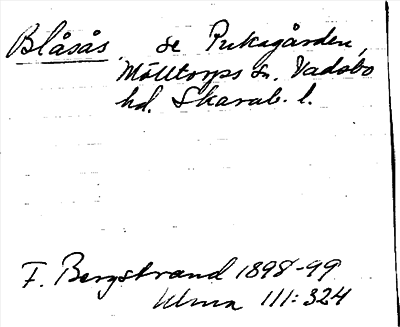 Blåsås, se Pukagården,
Mölltorps sn. Vadsbo
hd. Skarab. l.
F. Bergstrand 1898-99
Ulma 111:324